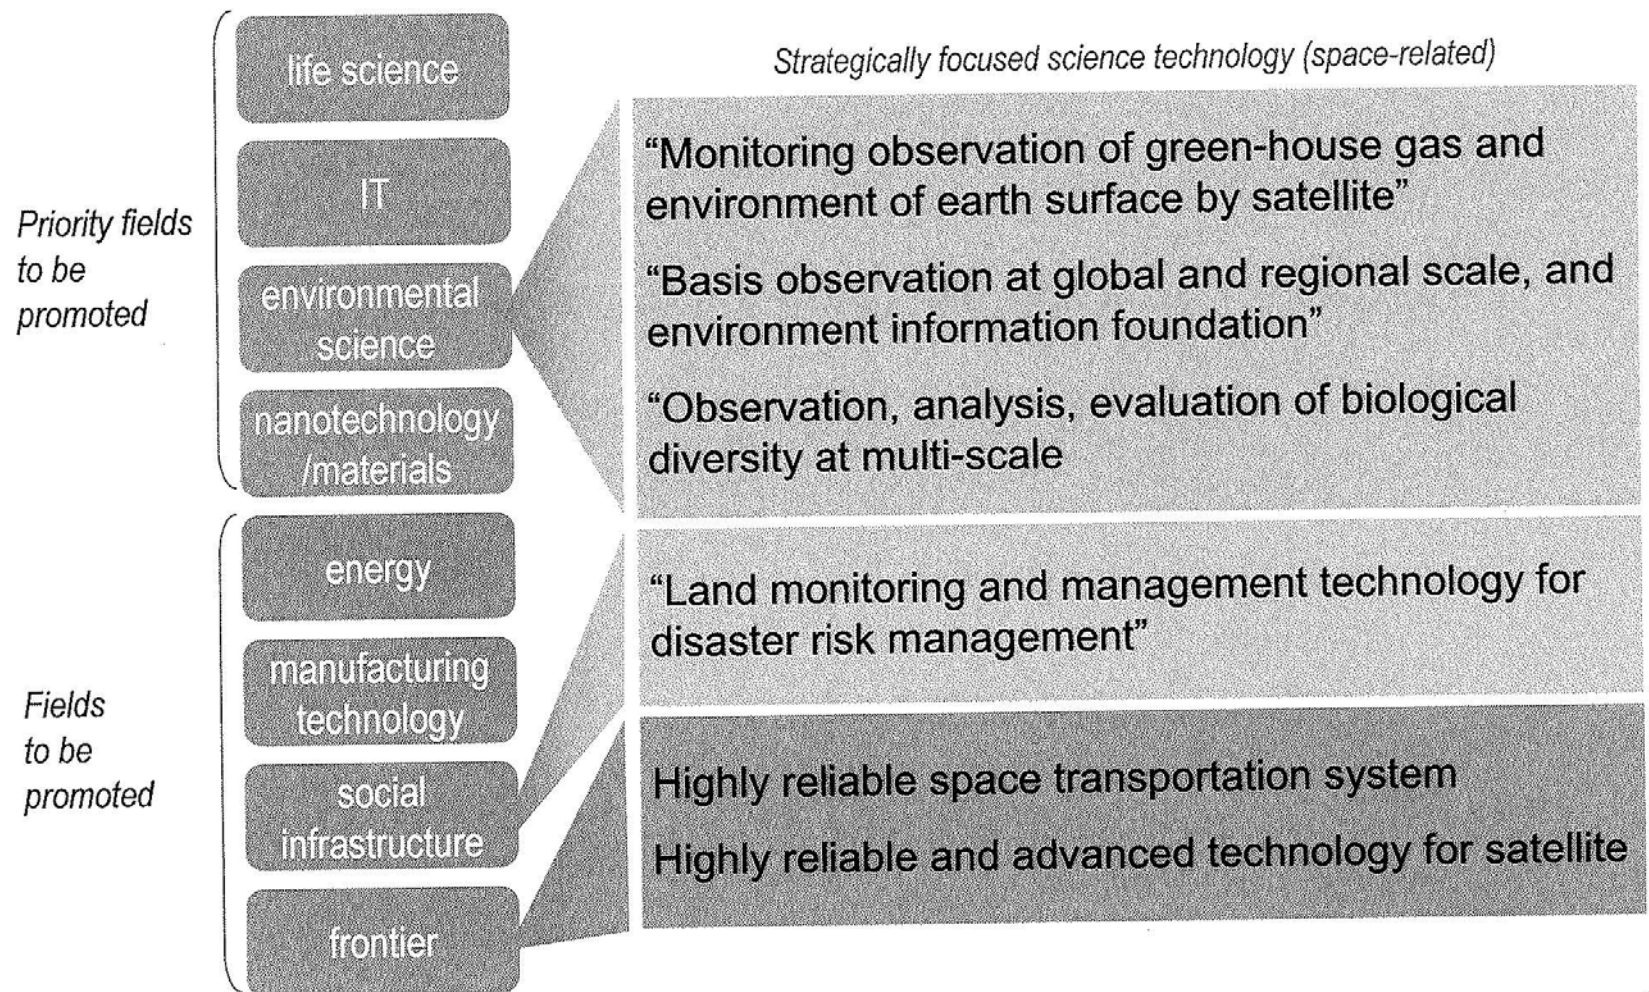 Priority fields
to be
promoted
life science
IT
environmental
science
nanotechnology
/materials
Fields
to be
promoted
energy
manufacturing
technology
social
infrastructure
frontier
Strategically focused science technology (space-related)
“Monitoring observation of green-house gas and
environment of earth surface by satellite”
“Basis observation at global and regional scale, and
environment information foundation”
“Observation, analysis, evaluation of biological
diversity at multi-scale
“Land monitoring and management technology for
disaster risk management”
Highly reliable space transportation system
Highly reliable and advanced technology for satellite